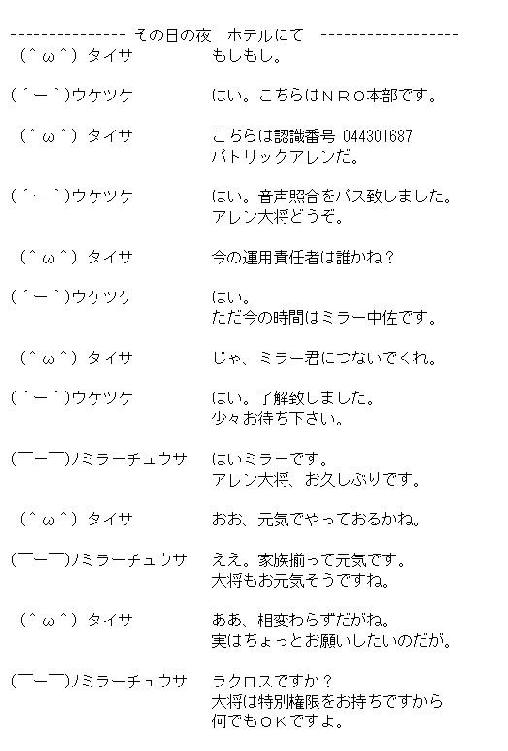 --------------- その日の夜　ホテルにて ------------------
(＾ω＾) タイサ　もしもし。
(´ー｀)ウケツケ　はい。こちらはＮＲＯ本部です。
(＾ω＾) タイサ　こちらは認識番号 044301687
パトリックアレンだ。
(´ー｀)ウケツケ　はい。音声照合をパス致しました。
アレン大将どうぞ。
(＾ω＾) タイサ　今の運用責任者は誰かね？
(´ー｀)ウケツケ　はい。
ただ今の時間はミラー中佐です。
(＾ω＾) タイサ　じゃ、ミラー君につないでくれ。
(´ー｀)ウケツケ　はい。了解致しました。
少々お待ち下さい。
(￣ー￣)ノミラーチュウサ　はいミラーです。
アレン大将、お久しぶりです。
(＾ω＾) タイサ　おお、元気でやっておるかね。
(￣ー￣)ノミラーチュウサ　ええ。家族揃って元気です。
大将もお元気そうですね。
(＾ω＾) タイサ　ああ、相変わらずだがね。
実はちょっとお願いしたいのだが。
(￣ー￣)ノミラーチュウサ　ラクロスですか？
大将は特別権限をお持ちですから
何でもＯＫですよ。